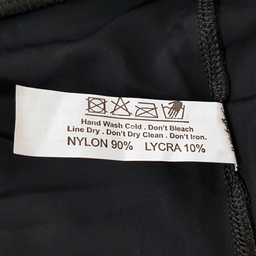 Hand Wash Cold . Don't Bleach
Line Dry . Don't Dry Clean . Don't Iron.
NYLON 90% LYCRA 10%